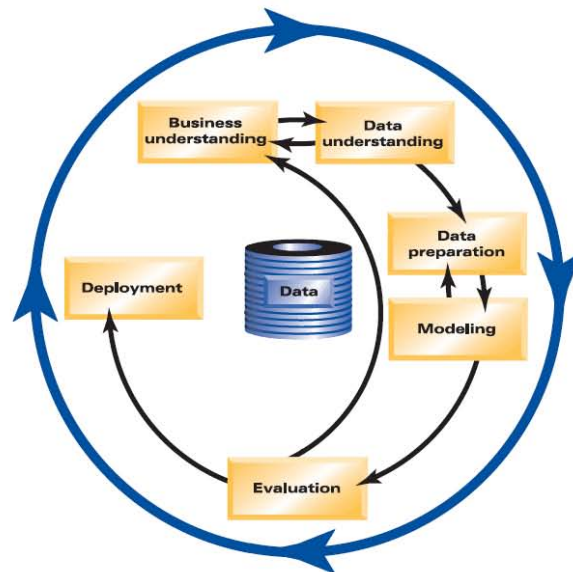 Business
understanding
Data
understanding
Data
preparation
Deployment
Data
Modeling
Evaluation